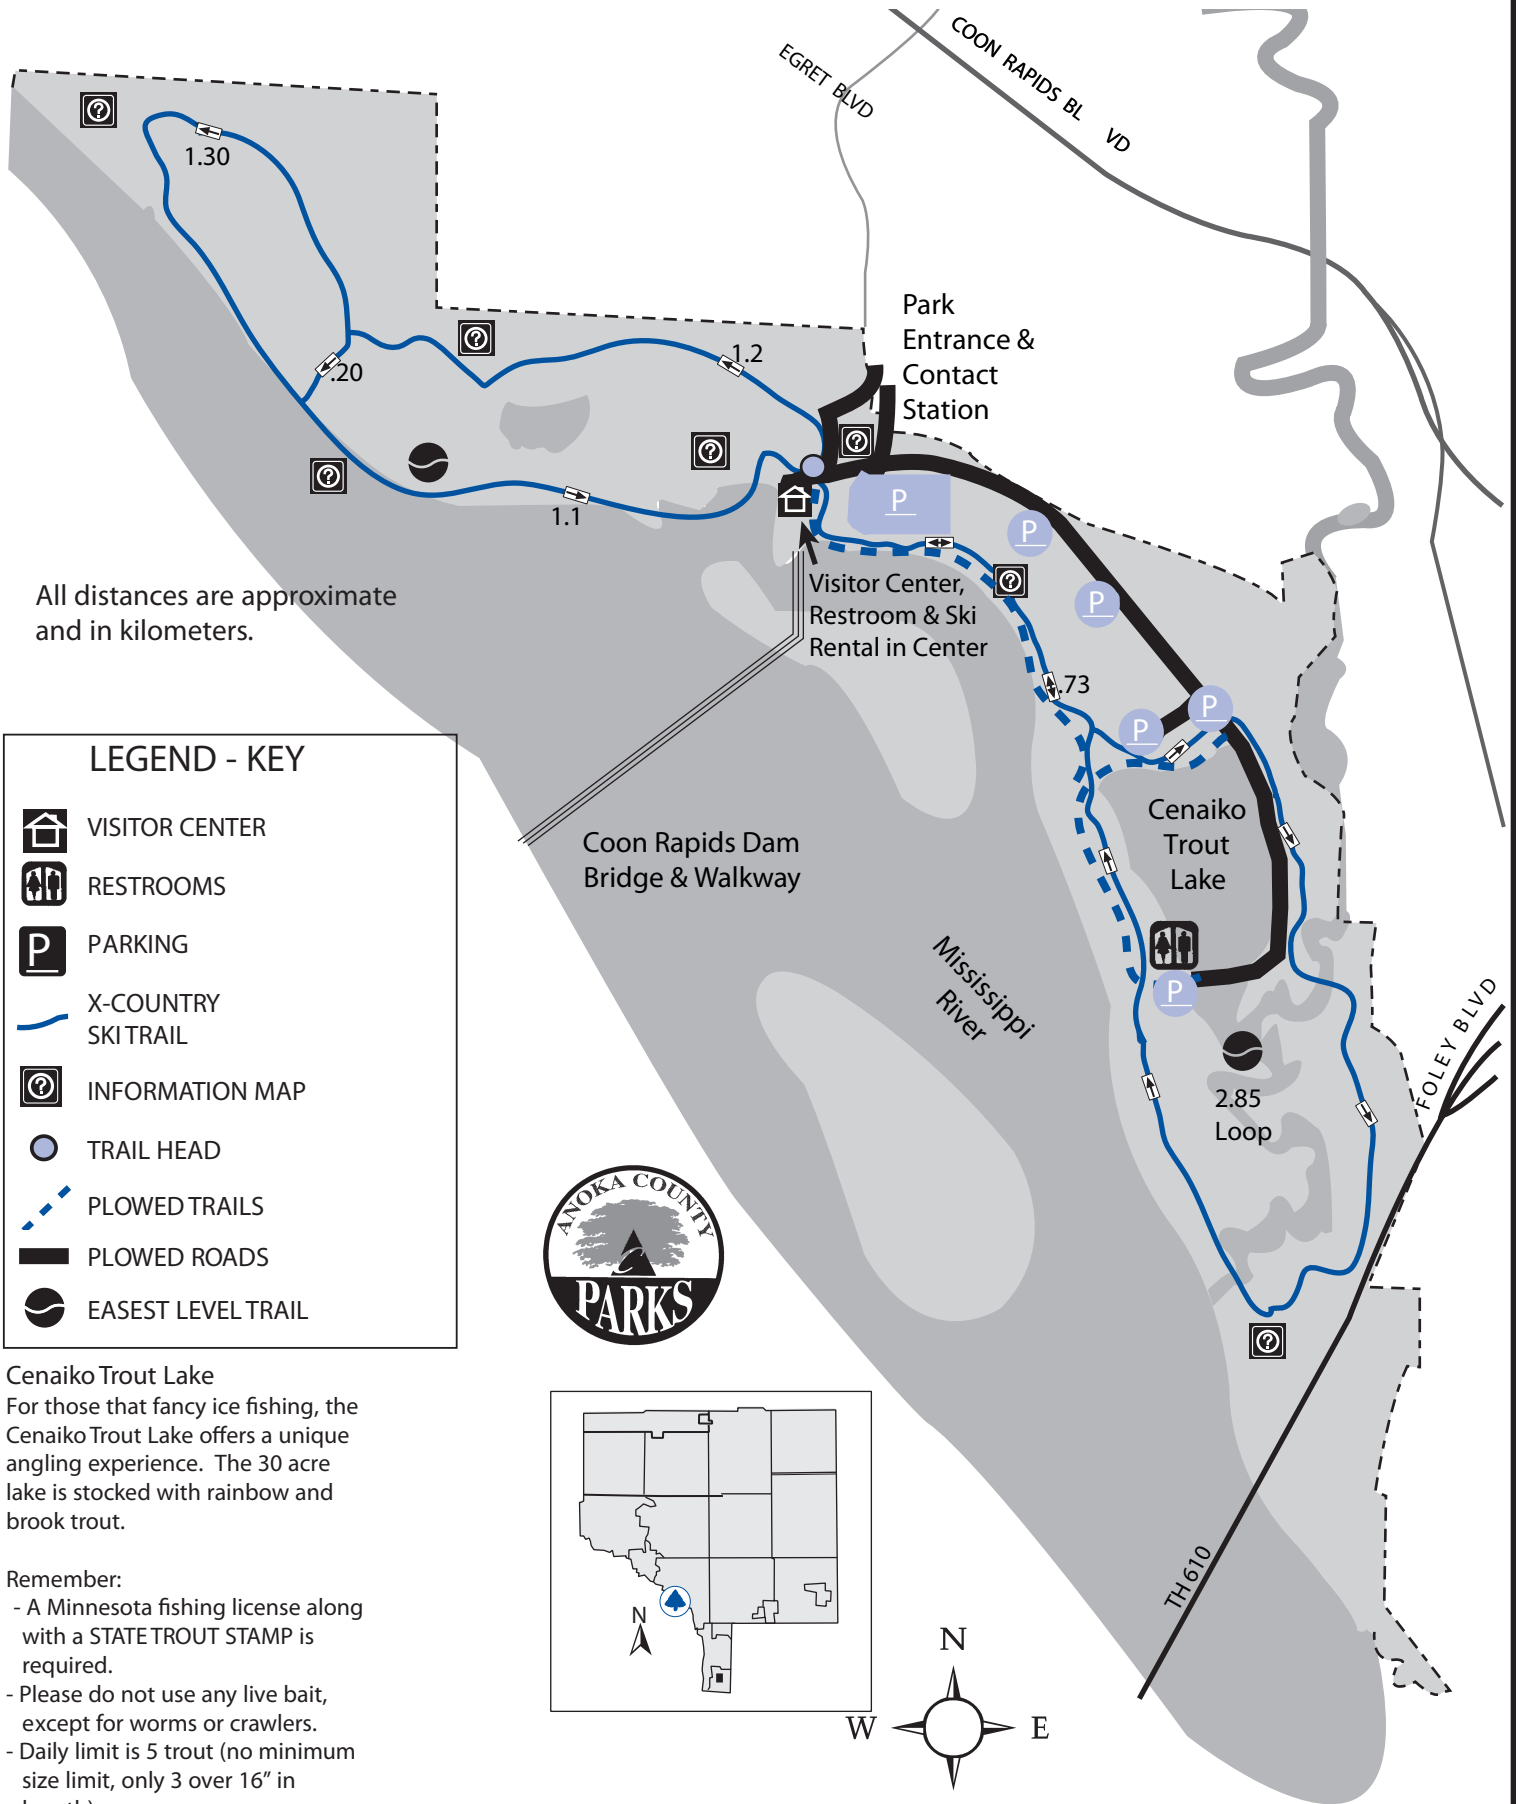 COON RAPIDS BL VD
EGRET BLVD
1.30
Park
Entrance &
Contact
Station
1.2
.20
1.1
P
P
P
P
P
P
Visitor Center,
Restroom & Ski
Rental in Center
.73
All distances are approximate
and in kilometers.
Cenaiko
Trout
Lake
Coon Rapids Dam
Bridge & Walkway
Mississippi
River
2.85
Loop
FOLEY BLVD
TH 610
LEGEND - KEY
VISITOR CENTER
RESTROOMS
P PARKING
X-COUNTRY
SKI TRAIL
? INFORMATION MAP
TRAIL HEAD
PLOWED TRAILS
PLOWED ROADS
EASEST LEVEL TRAIL
ANOKA COUNTY
PARKS
Cenaiko Trout Lake
For those that fancy ice fishing, the
Cenaiko Trout Lake offers a unique
angling experience. The 30 acre
lake is stocked with rainbow and
brook trout.
Remember:
- A Minnesota fishing license along
with a STATE TROUT STAMP is
required.
- Please do not use any live bait,
except for worms or crawlers.
- Daily limit is 5 trout (no minimum
size limit, only 3 over 16” in
N
N
W
E